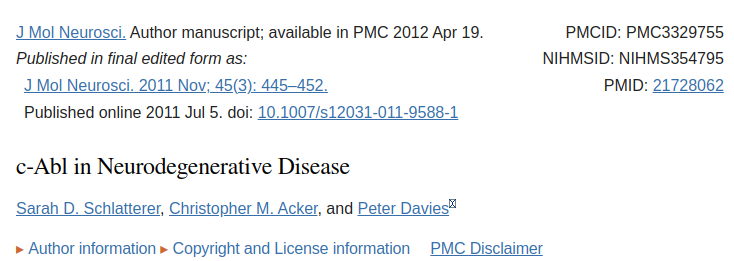 J Mol Neurosci. Author manuscript; available in PMC 2012 Apr 19. PMCID: PMC3329755
Published in final edited form as: NIHMSID: NIHMS354795
J Mol Neurosci. 2011 Nov; 45(3): 445–452. PMID: 21728062
Published online 2011 Jul 5. doi: 10.1007/s12031-011-9588-1
c-Abl in Neurodegenerative Disease
Sarah D. Schlatterer, Christopher M. Acker, and Peter Davies
▸ Author information ▸ Copyright and License information PMC Disclaimer